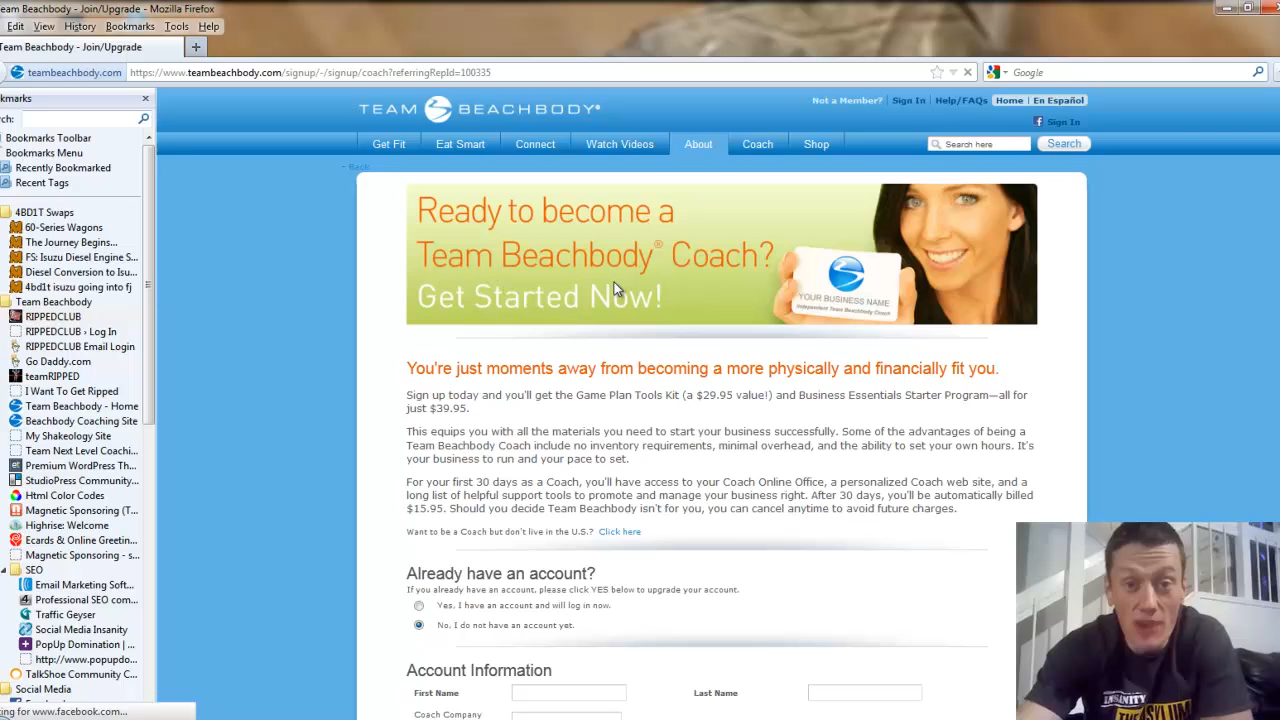 Team Beachbody - Join/Upgrade - Mozilla Firefox
Edit View History Bookmarks Tools Help
Team Beachbody - Join/Upgrade
teambeachbody.com https://www.teambeachbody.com/signup/-/signup/coach?referringRepId=100335
Google
TEAM BEACHBODY®
Not a Member? Sign In Help/FAQs Home En Español
Sign In
Get Fit Eat Smart Connect Watch Videos About Coach Shop
Search here Search
Back
Ready to become a
Team Beachbody® Coach?
Get Started Now!
YOUR BUSINESS NAME
Independent Team Beachbody Coach
You're just moments away from becoming a more physically and financially fit you.
Sign up today and you'll get the Game Plan Tools Kit (a $29.95 value!) and Business Essentials Starter Program—all for
just $39.95.
This equips you with all the materials you need to start your business successfully. Some of the advantages of being a
Team Beachbody Coach include no inventory requirements, minimal overhead, and the ability to set your own hours. It's
your business to run and your pace to set.
For your first 30 days as a Coach, you'll have access to your Coach Online Office, a personalized Coach web site, and a
long list of helpful support tools to promote and manage your business right. After 30 days, you'll be automatically billed
$15.95. Should you decide Team Beachbody isn't for you, you can cancel anytime to avoid future charges.
Want to be a Coach but don't live in the U.S.? Click here
Already have an account?
If you already have an account, please click YES below to upgrade your account.
Yes, I have an account and will log in now.
No, I do not have an account yet.
Account Information
First Name
Last Name
Coach Company
kmarks
rch:
Bookmarks Toolbar
Bookmarks Menu
Recently Bookmarked
Recent Tags
4BD1T Swaps
60-Series Wagons
The Journey Begins...
FS: Isuzu Diesel Engine S...
Diesel Conversion to Isu...
4bd1t isuzu going into fj
Team Beachbody
RIPPEDCLUB
RIPPEDCLUB › Log In
RIPPEDCLUB Email Login
Go Daddy.com
teamRIPPED
I Want To Get Ripped
Team Beachbody - Home
Beachbody Coaching Site
My Shakeology Site
Team Next Level Coachi...
Premium WordPress Th...
StudioPress Community...
Html Color Codes
Magnetic Sponsoring (T...
Highrise: Welcome
Ecards & Online Greetin...
Magnetic Sponsoring - s...
SEO
Email Marketing Soft...
Professional SEO com...
Traffic Geyser
Social Media Insanity
PopUp Domination | ...
http://www.popupdo...
TalkShoe Community C...
Social Media
ng for www.facebook.com...
INSANITY
THE ASYLUM